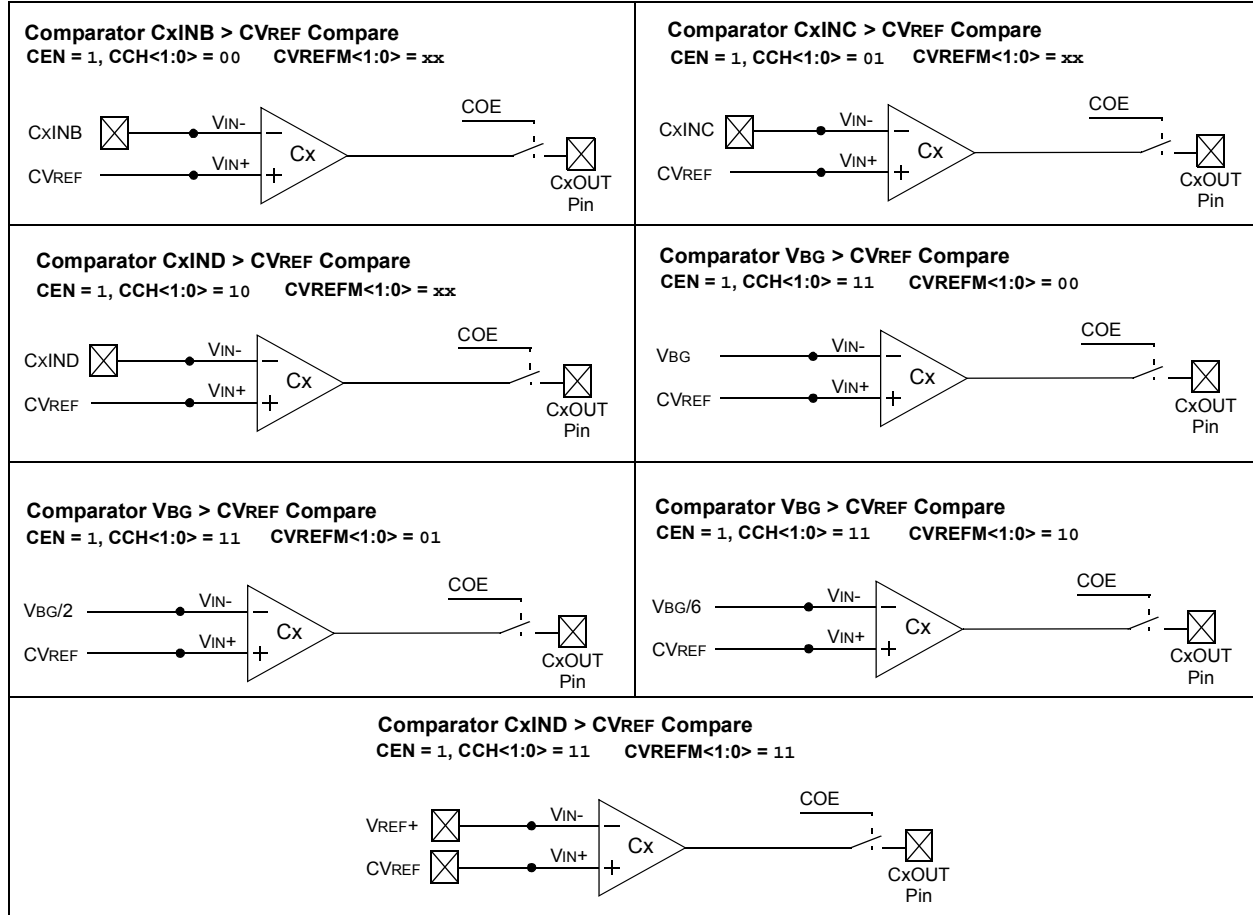 Comparator CxINB > CVREF Compare
CEN = 1, CCH<1:0> = 00 CVREFM<1:0> = xx
COE
CxINB
VIN-
Cx
CVREF
VIN+
CxOUT
Pin
Comparator CxINC > CVREF Compare
CEN = 1, CCH<1:0> = 01 CVREFM<1:0> = xx
COE
CxINC
VIN-
Cx
CVREF
VIN+
CxOUT
Pin
Comparator CxIND > CVREF Compare
CEN = 1, CCH<1:0> = 10 CVREFM<1:0> = xx
COE
CxIND
VIN-
Cx
CVREF
VIN+
CxOUT
Pin
Comparator VBG > CVREF Compare
CEN = 1, CCH<1:0> = 11 CVREFM<1:0> = 00
COE
VBG
VIN-
Cx
CVREF
VIN+
CxOUT
Pin
Comparator VBG > CVREF Compare
CEN = 1, CCH<1:0> = 11 CVREFM<1:0> = 01
COE
VBG/2
VIN-
Cx
CVREF
VIN+
CxOUT
Pin
Comparator VBG > CVREF Compare
CEN = 1, CCH<1:0> = 11 CVREFM<1:0> = 10
COE
VBG/6
VIN-
Cx
CVREF
VIN+
CxOUT
Pin
Comparator CxIND > CVREF Compare
CEN = 1, CCH<1:0> = 11 CVREFM<1:0> = 11
COE
VREF+
VIN-
Cx
CVREF
VIN+
CxOUT
Pin